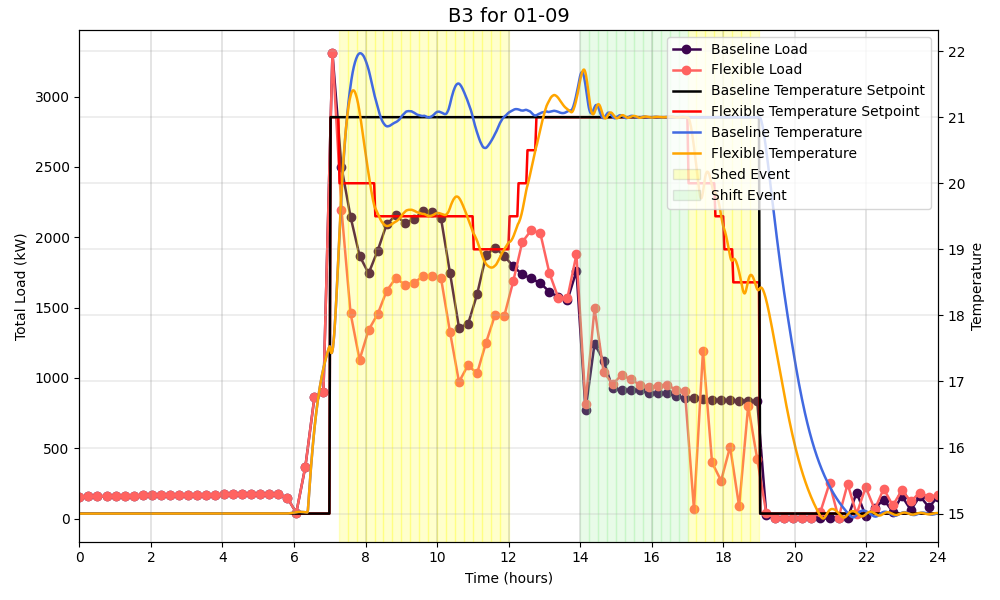 B3 for 01-09
Total Load (kW)
3000
2500
2000
1500
1000
500
0
0 2 4 6 8 10 12 14 16 18 20 22 24
Time (hours)
22
21
20
19
18
17
16
15
Temperature
Baseline Load
Flexible Load
Baseline Temperature Setpoint
Flexible Temperature Setpoint
Baseline Temperature
Flexible Temperature
Shed Event
Shift Event